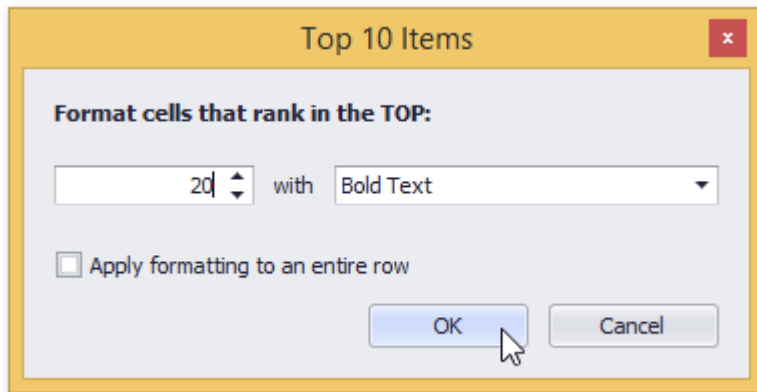 Top 10 Items
x
Format cells that rank in the TOP:
20 with Bold Text
Apply formatting to an entire row
OK Cancel